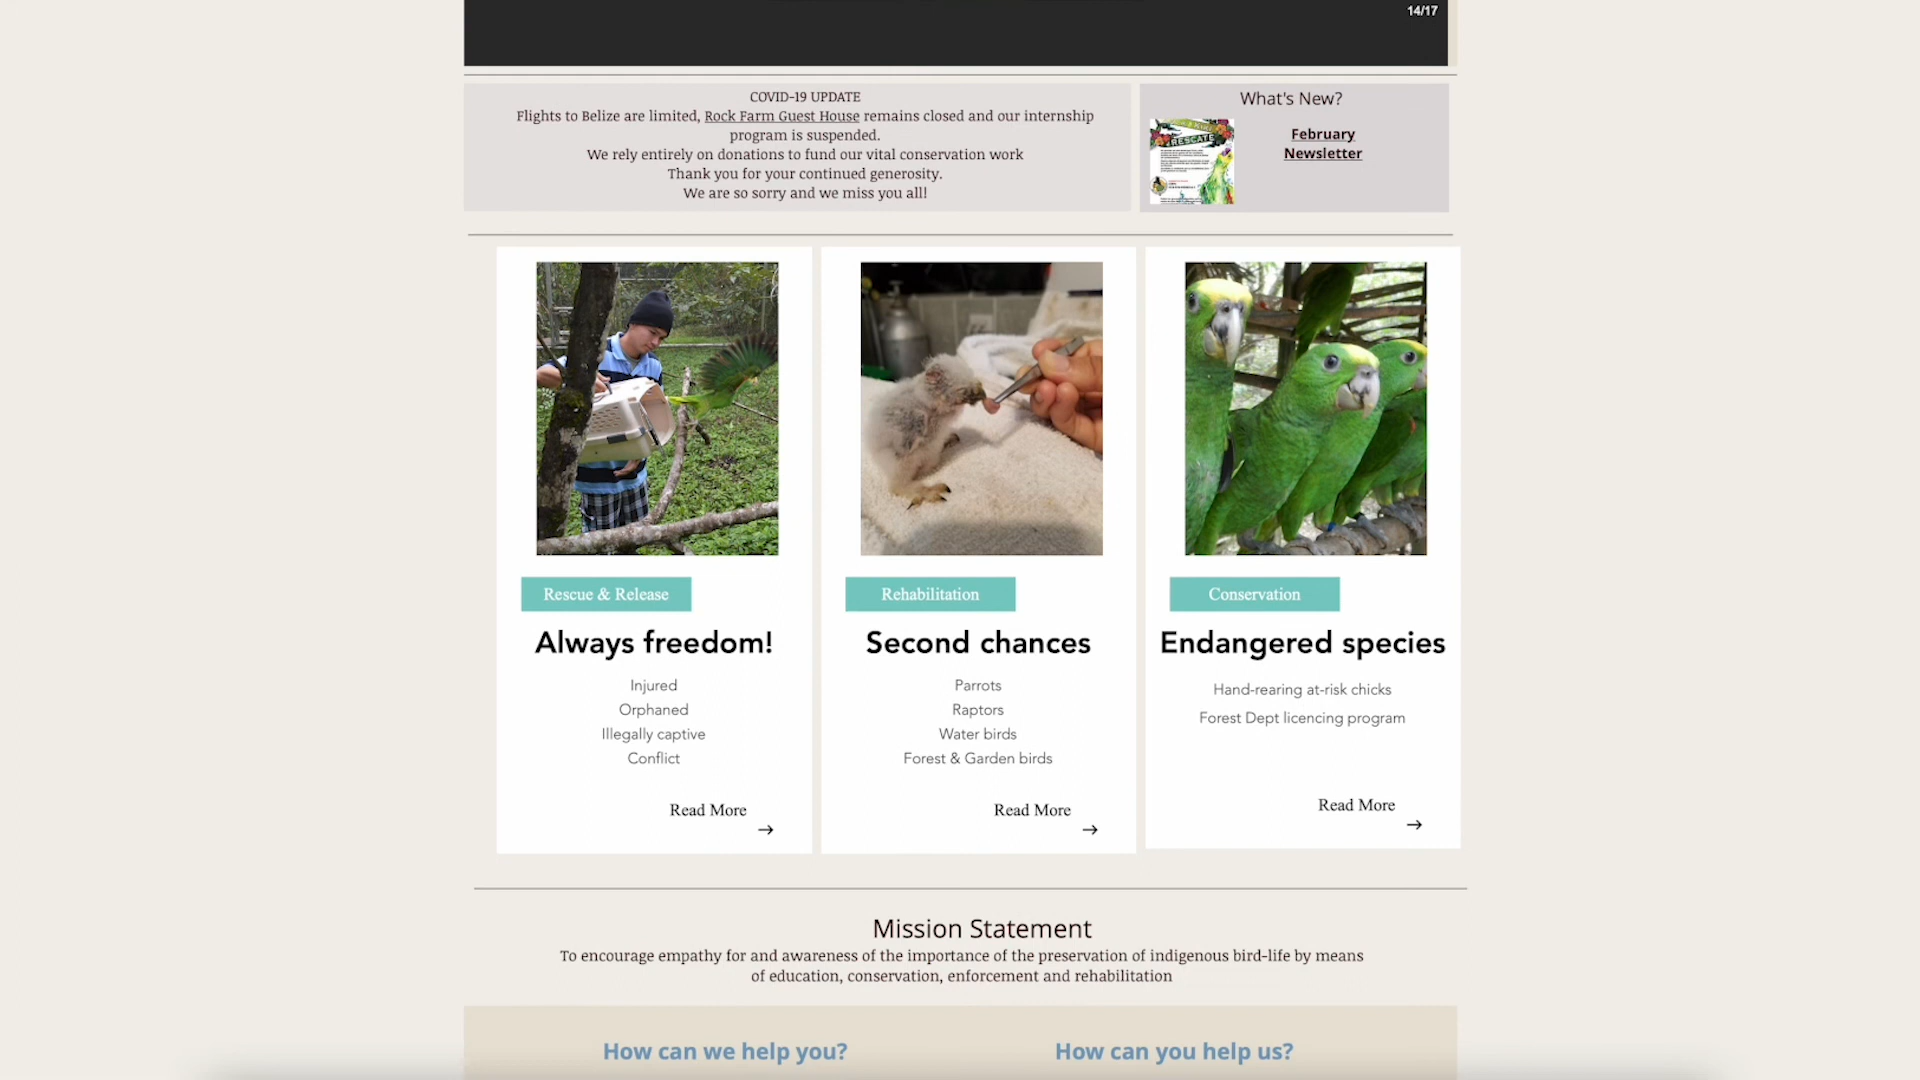 14/17
COVID-19 UPDATE
Flights to Belize are limited, Rock Farm Guest House remains closed and our internship
program is suspended.
We rely entirely on donations to fund our vital conservation work
Thank you for your continued generosity.
We are so sorry and we miss you all!
What's New?
RESCATE
February
Newsletter
Rescue & Release
Always freedom!
Injured
Orphaned
Illegally captive
Conflict
Read More
Rehabilitation
Second chances
Parrots
Raptors
Water birds
Forest & Garden birds
Read More
Conservation
Endangered species
Hand-rearing at-risk chicks
Forest Dept licencing program
Read More
Mission Statement
To encourage empathy for and awareness of the importance of the preservation of indigenous bird-life by means
of education, conservation, enforcement and rehabilitation
How can we help you?
How can you help us?